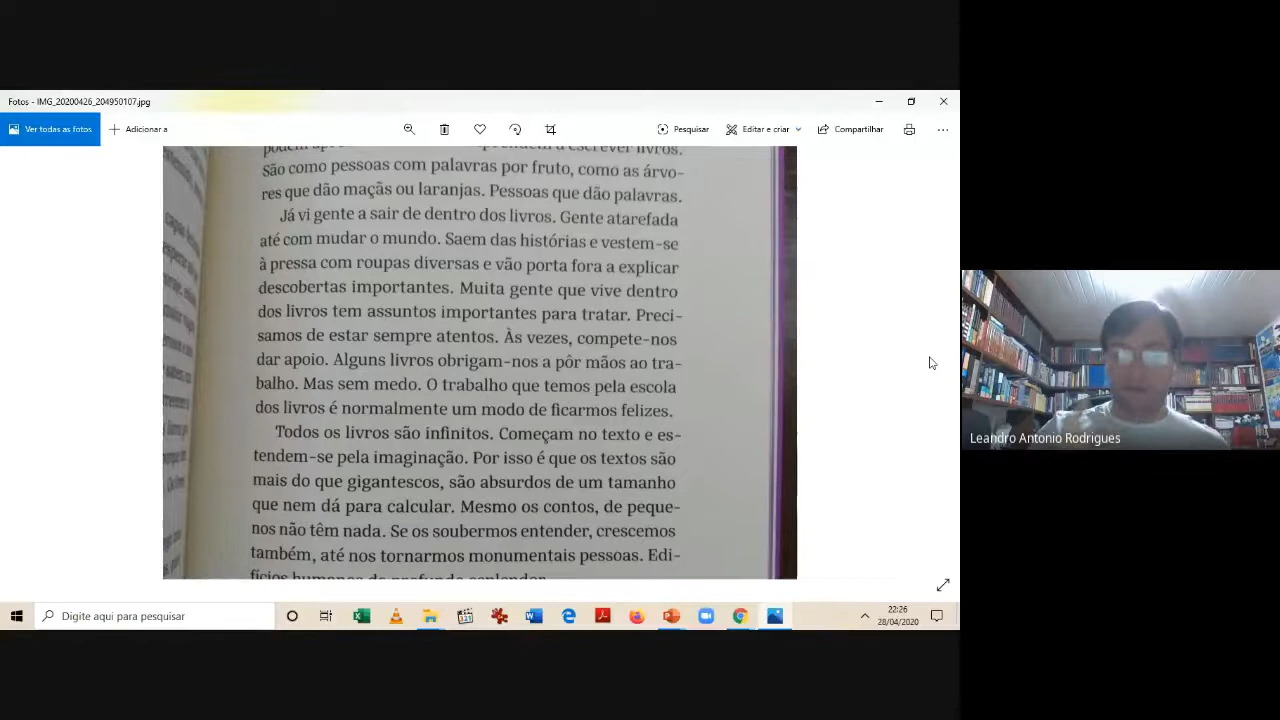 Fotos - IMG_20200426_204950107.jpg
Ver todas as fotos
Adicionar a
Pesquisar
Editar e criar
Compartilhar
escrever livros.
São como pessoas com palavras por fruto, como as árvo-
res que dão maçãs ou laranjas. Pessoas que dão palavras.
Já vi gente a sair de dentro dos livros. Gente atarefada
até com mudar o mundo. Saem das histórias e vestem-se
à pressa com roupas diversas e vão porta fora a explicar
descobertas importantes. Muita gente que vive dentro
dos livros tem assuntos importantes para tratar. Preci-
samos de estar sempre atentos. Às vezes, compete-nos
dar apoio. Alguns livros obrigam-nos a pôr mãos ao tra-
balho. Mas sem medo. O trabalho que temos pela escola
dos livros é normalmente um modo de ficarmos felizes.
Todos os livros são infinitos. Começam no texto e es-
tendem-se pela imaginação. Por isso é que os textos são
mais do que gigantescos, são absurdos de um tamanho
que nem dá para calcular. Mesmo os contos, de peque-
nos não têm nada. Se os soubermos entender, crescemos
também, até nos tornarmos monumentais pessoas. Edi-
fícios humanos de profundo esplendor.
Leandro Antonio Rodrigues
Digite aqui para pesquisar
22:26
28/04/2020